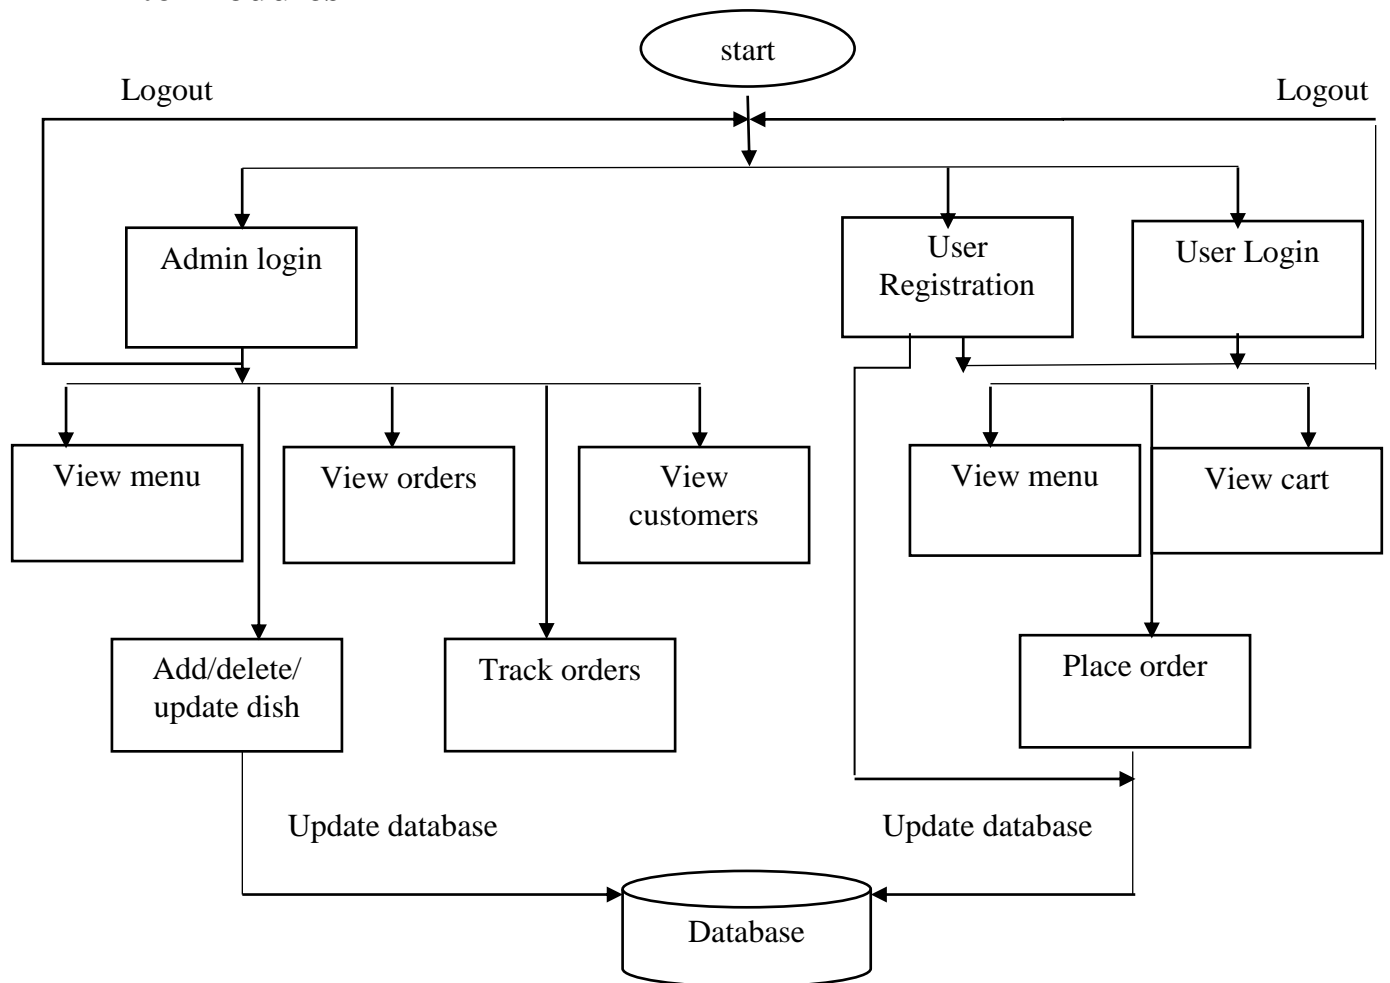 start
Logout
Logout
Admin login
User
Registration
User Login
View menu
View orders
View
customers
View menu
View cart
Add/delete/
update dish
Track orders
Place order
Update database
Update database
Database